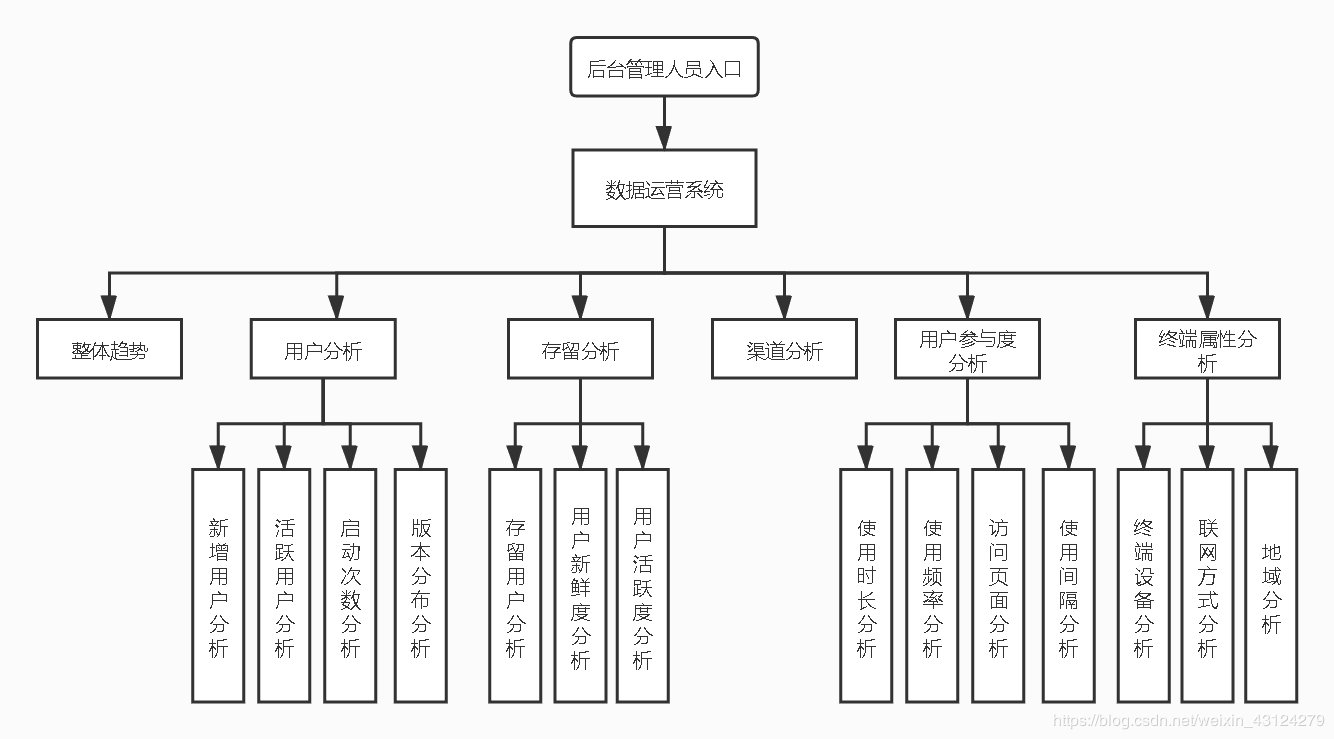 后台管理人员入口
数据运营系统
整体趋势
用户分析
存留分析
渠道分析
用户参与度
分析
终端属性分
析
新增用户分析
活跃用户分析
启动次数分析
版本分布分析
存留用户分析
用户新鲜度分析
用户活跃度分析
使用时长分析
使用频率分析
访问页面分析
使用间隔分析
终端设备分析
联网方式分析
地域分析
https://blog.csdn.net/weixin_43124279